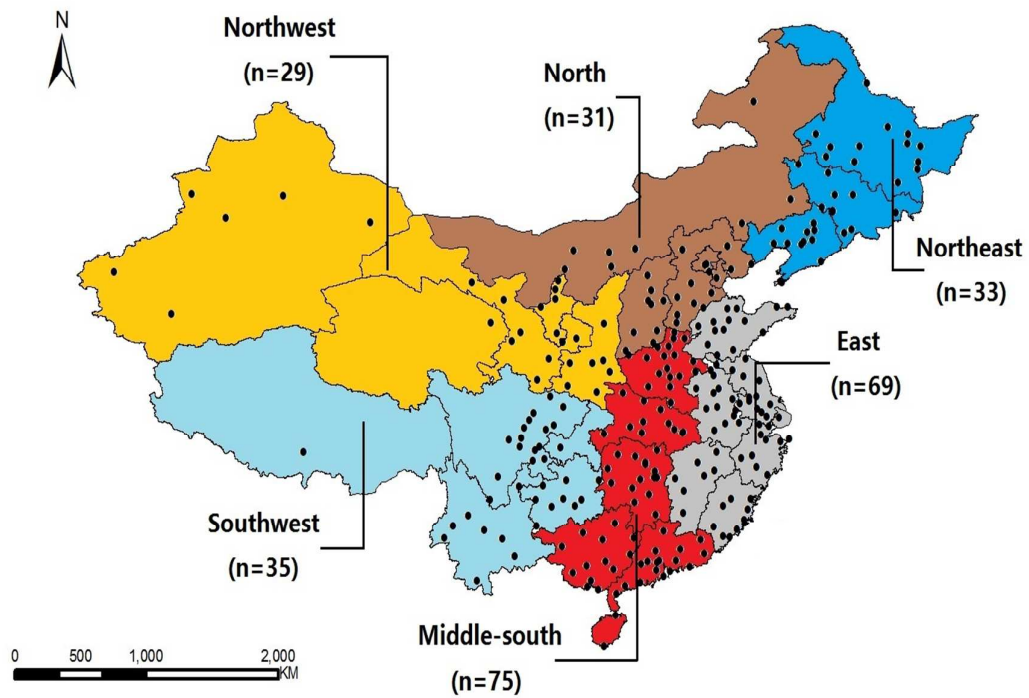 N
Northwest
(n=29)
North
(n=31)
Northeast
(n=33)
East
(n=69)
Southwest
(n=35)
Middle-south
(n=75)
0 500 1,000 2,000
KM